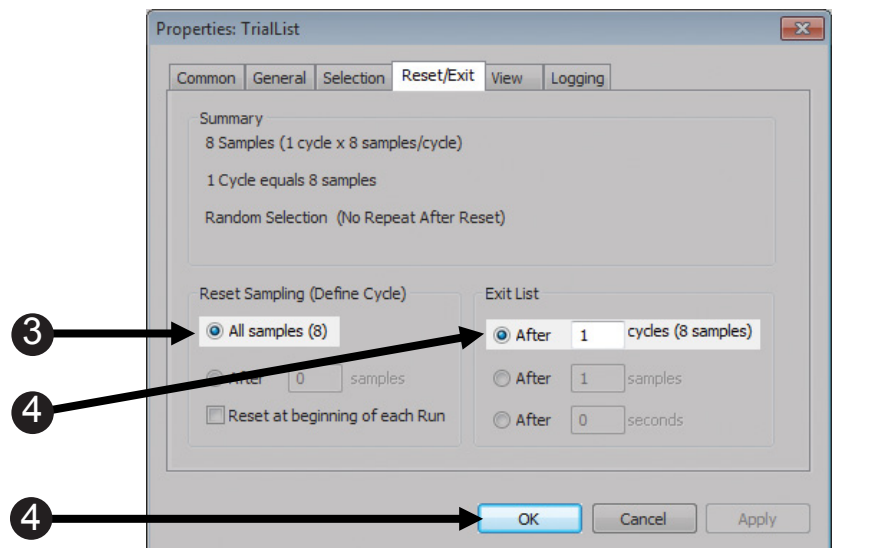 Properties: TrialList
Common General Selection Reset/Exit View Logging
Summary
8 Samples (1 cycle x 8 samples/cycle)
1 Cycle equals 8 samples
Random Selection (No Repeat After Reset)
Reset Sampling (Define Cycle)
Exit List
3
All samples (8)
After 1 cycles (8 samples)
After 0 samples
After 1 samples
4
Reset at beginning of each Run
After 0 seconds
4
OK Cancel Apply